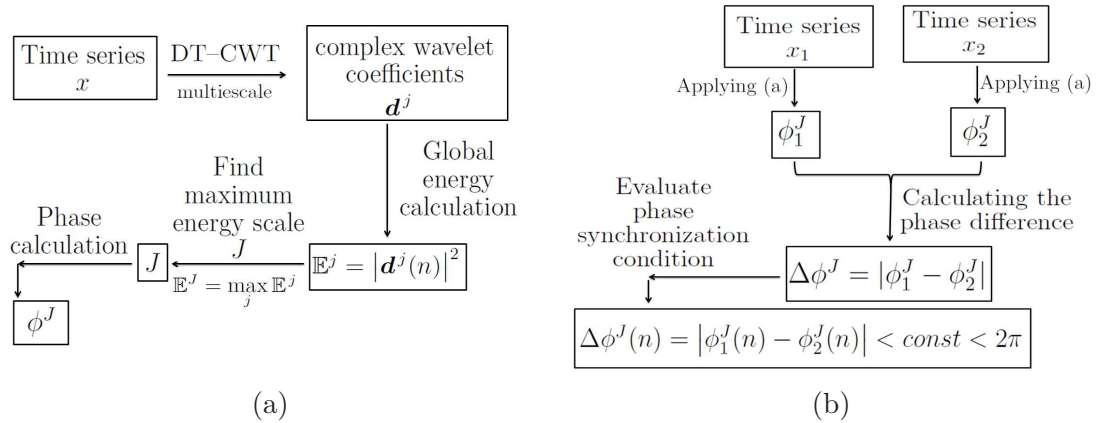 Time series
x
DT–CWT
multiescale
complex wavelet
coefficients
d^j
Global
energy
calculation
𝔼^j = |d^j(n)|^2
Find
maximum
energy scale
J
𝔼^J = max_j 𝔼^j
J
Phase
calculation
ϕ^J
(a)
Time series
x_1
Time series
x_2
Applying (a)
Applying (a)
ϕ_1^J
ϕ_2^J
Calculating the
phase difference
Δϕ^J = |ϕ_1^J − ϕ_2^J|
Evaluate
phase
synchronization
condition
Δϕ^J(n) = |ϕ_1^J(n) − ϕ_2^J(n)| < const < 2π
(b)